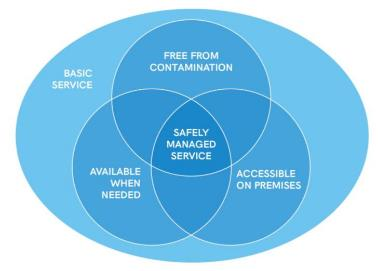 FREE FROM
CONTAMINATION
BASIC
SERVICE
SAFELY
MANAGED
SERVICE
AVAILABLE
WHEN
NEEDED
ACCESSIBLE
ON PREMISES